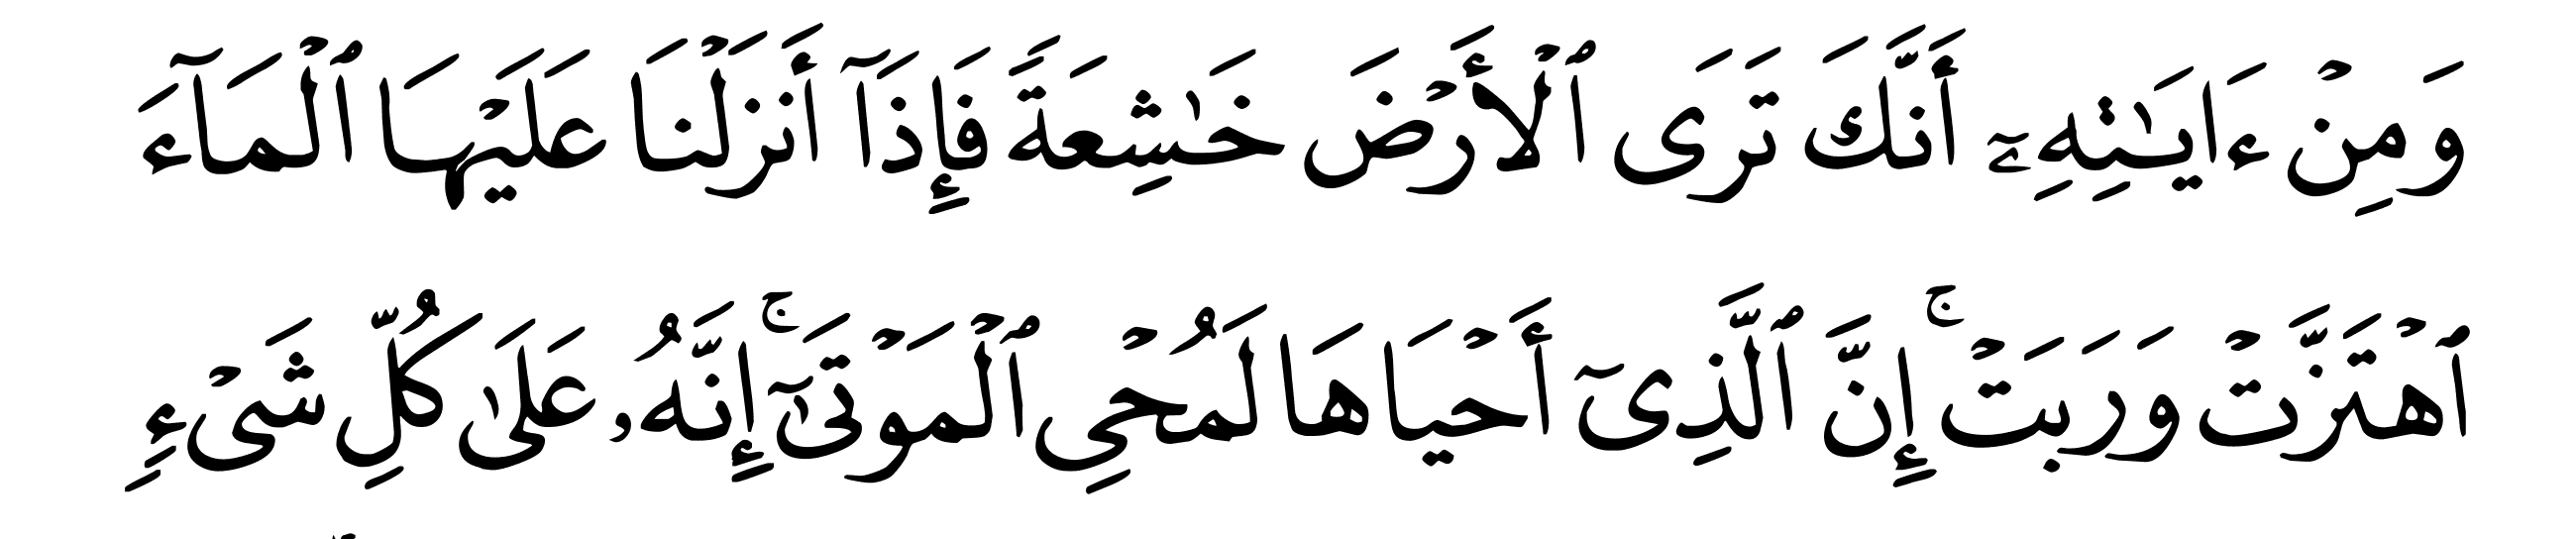 وَمِنْ ءَايَـٰتِهِۦٓ أَنَّكَ تَرَى ٱلْأَرْضَ خَـٰشِعَةً فَإِذَآ أَنزَلْنَا عَلَيْهَا ٱلْمَآءَ
ٱهْتَزَّتْ وَرَبَتْ ۚ إِنَّ ٱلَّذِىٓ أَحْيَاهَا لَمُحْىِ ٱلْمَوْتَىٰٓ ۚ إِنَّهُۥ عَلَىٰ كُلِّ شَىْءٍ